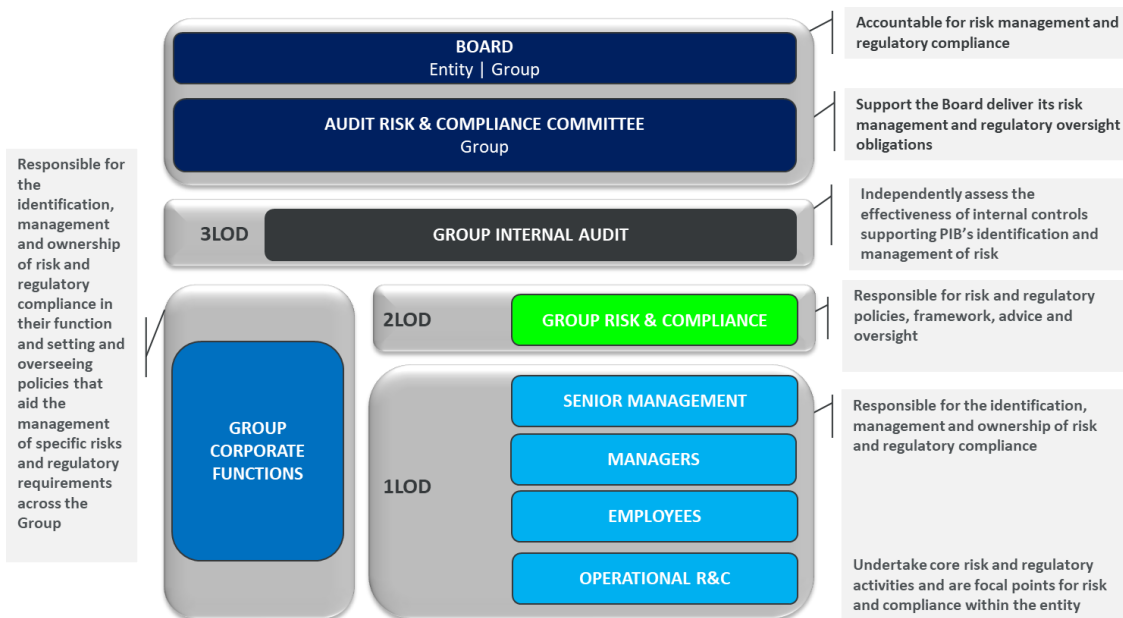 BOARD
Entity | Group
Accountable for risk management and
regulatory compliance
AUDIT RISK & COMPLIANCE COMMITTEE
Group
Support the Board deliver its risk
management and regulatory oversight
obligations
3LOD
GROUP INTERNAL AUDIT
Independently assess the
effectiveness of internal controls
supporting PIB's identification and
management of risk
Responsible for
the
identification,
management
and ownership
of risk and
regulatory
compliance in
their function
and setting and
overseeing
policies that
aid the
management
of specific risks
and regulatory
requirements
across the
Group
GROUP
CORPORATE
FUNCTIONS
2LOD
GROUP RISK & COMPLIANCE
Responsible for risk and regulatory
policies, framework, advice and
oversight
1LOD
SENIOR MANAGEMENT
MANAGERS
EMPLOYEES
OPERATIONAL R&C
Responsible for the identification,
management and ownership of risk
and regulatory compliance
Undertake core risk and regulatory
activities and are focal points for risk
and compliance within the entity